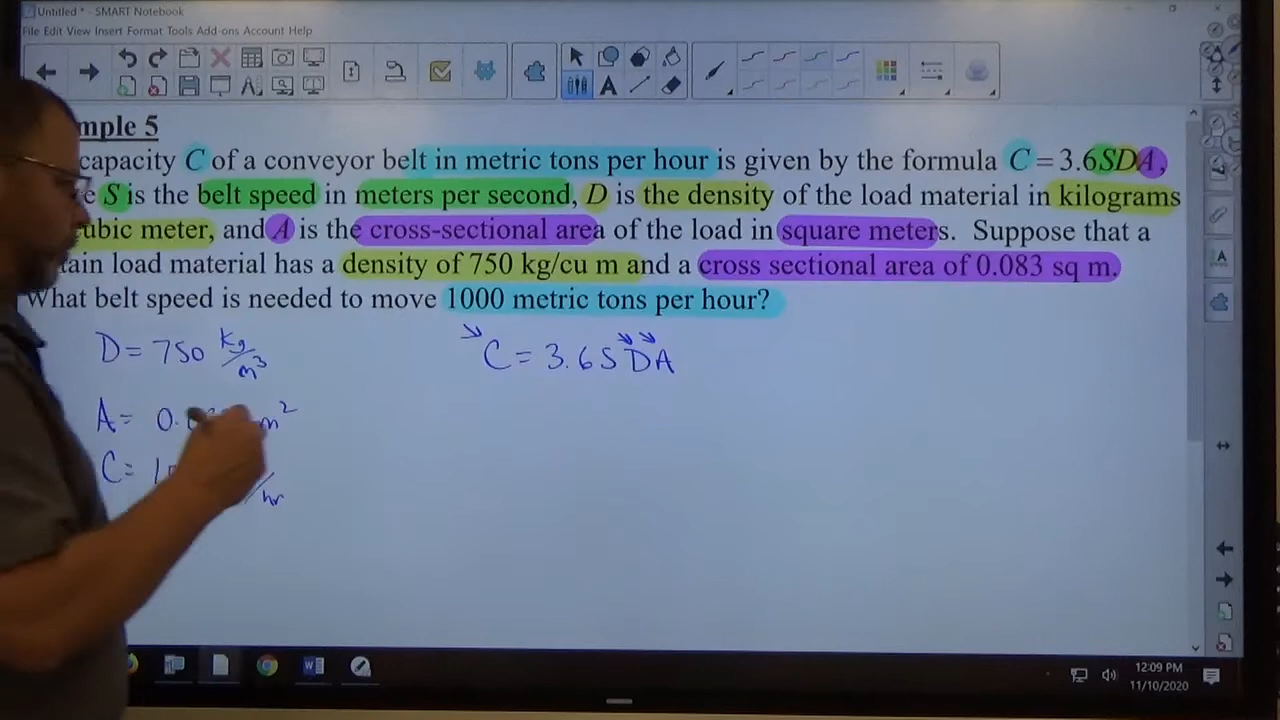 Untitled * - SMART Notebook
File Edit View Insert Format Tools Add-ons Account Help
mple 5
capacity C of a conveyor belt in metric tons per hour is given by the formula C = 3.6SDA,
e S is the belt speed in meters per second, D is the density of the load material in kilograms
ubic meter, and A is the cross-sectional area of the load in square meters. Suppose that a
tain load material has a density of 750 kg/cu m and a cross sectional area of 0.083 sq m.
What belt speed is needed to move 1000 metric tons per hour?
D = 750 kg/m³
C = 3.6SDA
A = 0. m²
C = 1 /hr
12:09 PM
11/10/2020